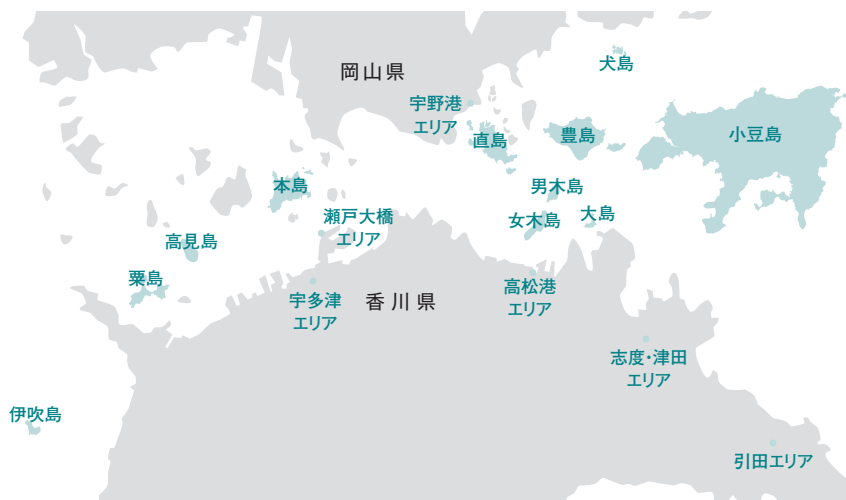 犬島
岡山県
宇野港
エリア
小豆島
豊島
直島
本島
男木島
大島
女木島
瀬戸大橋
エリア
高見島
粟島
高松港
エリア
宇多津
エリア
香川県
志度・津田
エリア
伊吹島
引田エリア